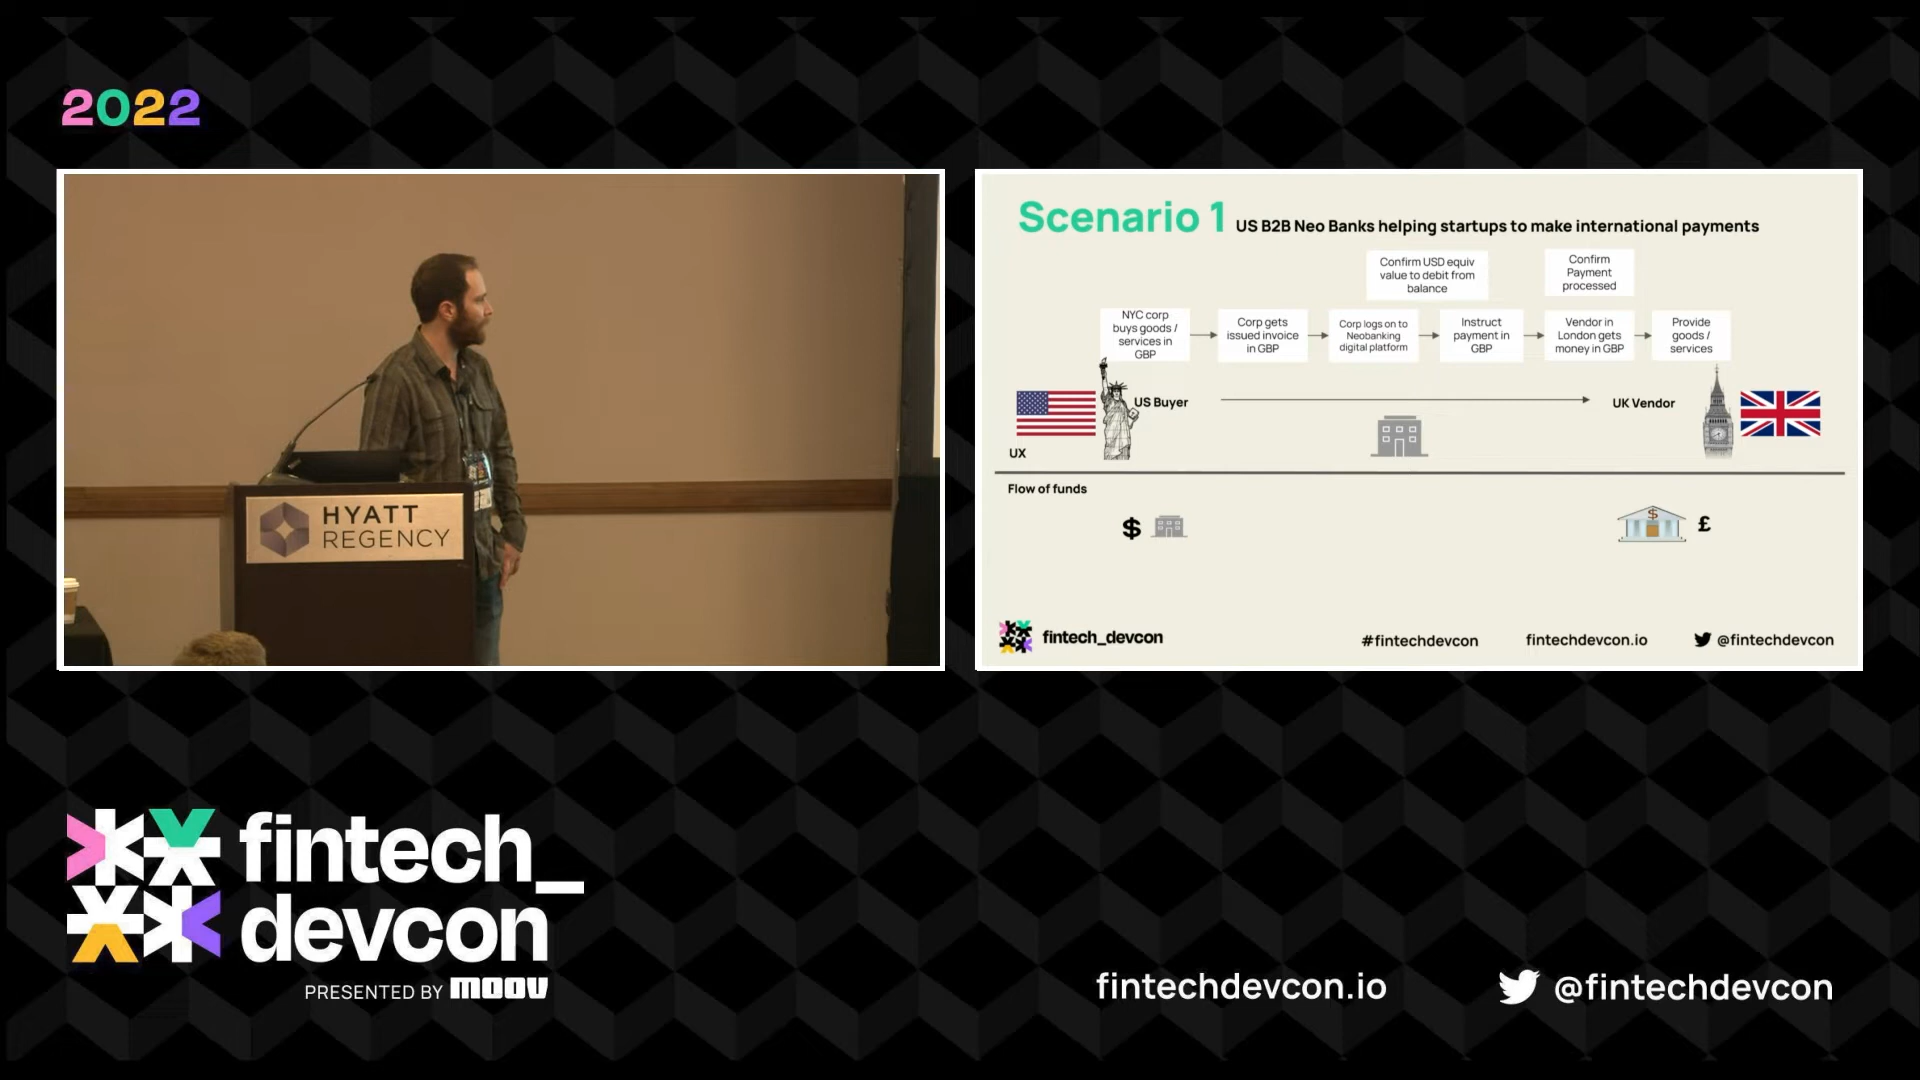 2022
HYATT
REGENCY
Scenario 1 US B2B Neo Banks helping startups to make international payments
Confirm USD equiv
value to debit from
balance
Confirm
Payment
processed
NYC corp
buys goods /
services in
GBP
Corp gets
issued invoice
in GBP
Corp logs on to
Neobanking
digital platform
Instruct
payment in
GBP
Vendor in
London gets
money in GBP
Provide
goods /
services
US Buyer
UK Vendor
UX
Flow of funds
$
$
£
fintech_devcon
#fintechdevcon
fintechdevcon.io
@fintechdevcon
fintech_
devcon
PRESENTED BY moov
fintechdevcon.io
@fintechdevcon